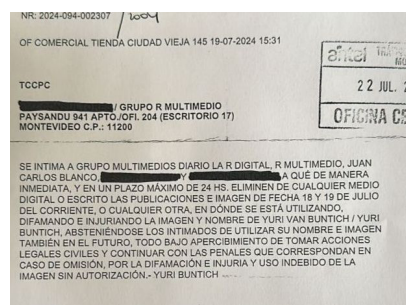 NR: 2024-094-002307 /
OF COMERCIAL TIENDA CIUDAD VIEJA 145 19-07-2024 15:31
antel
22 JUL.
OFICINA CE
TCCPC
/ GRUPO R MULTIMEDIO
PAYSANDU 941 APTO./OFI. 204 (ESCRITORIO 17)
MONTEVIDEO C.P.: 11200
SE INTIMA A GRUPO MULTIMEDIOS DIARIO LA R DIGITAL, R MULTIMEDIO, JUAN
CARLOS BLANCO, Y A QUÉ DE MANERA
INMEDIATA, Y EN UN PLAZO MÁXIMO DE 24 HS. ELIMINEN DE CUALQUIER MEDIO
DIGITAL O ESCRITO LAS PUBLICACIONES E IMAGEN DE FECHA 18 Y 19 DE JULIO
DEL CORRIENTE, O CUALQUIER OTRA, EN DÓNDE SE ESTÁ UTILIZANDO,
DIFAMANDO E INJURIANDO LA IMAGEN Y NOMBRE DE YURI VAN BUNTICH / YURI
BUNTICH, ABSTENIÉNDOSE LOS INTIMADOS DE UTILIZAR SU NOMBRE E IMAGEN
TAMBIÉN EN EL FUTURO, TODO BAJO APERCIBIMIENTO DE TOMAR ACCIONES
LEGALES CIVILES Y CONTINUAR CON LAS PENALES QUE CORRESPONDAN EN
CASO DE OMISIÓN, POR LA DIFAMACIÓN E INJURIA Y USO INDEBIDO DE LA
IMAGEN SIN AUTORIZACIÓN.- YURI BUNTICH